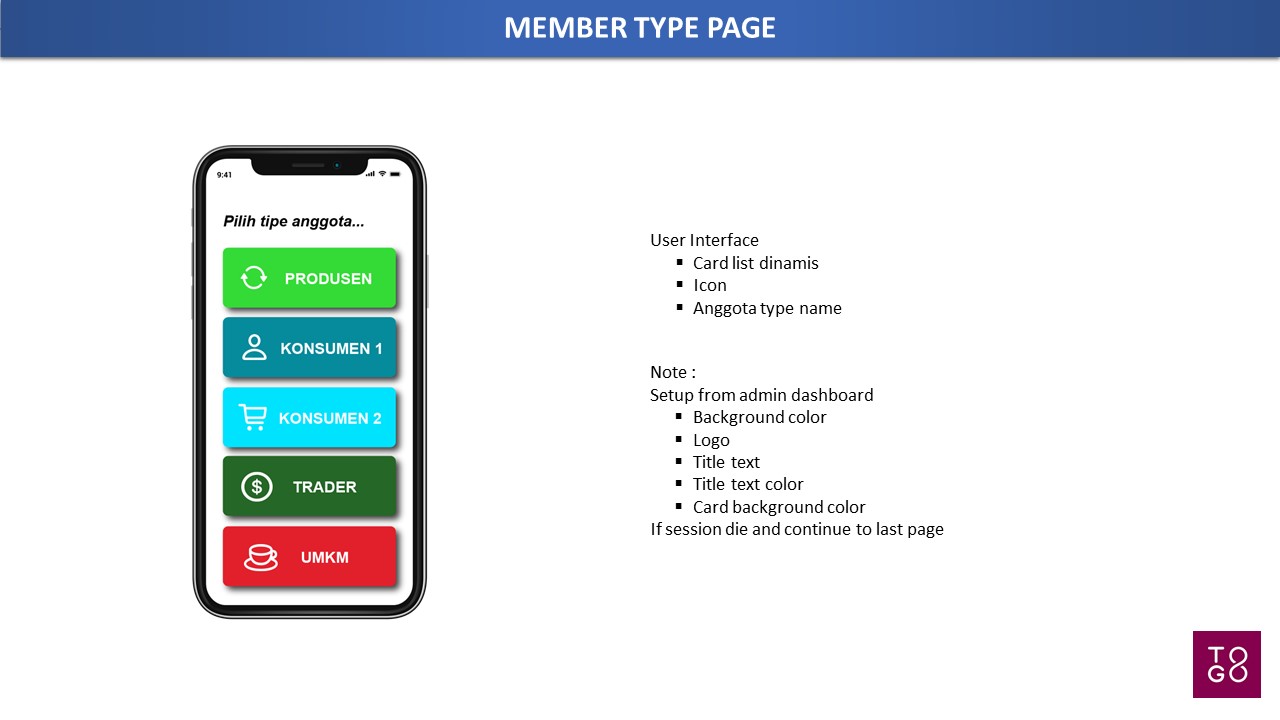 MEMBER TYPE PAGE
9:41
Pilih tipe anggota...
PRODUSEN
KONSUMEN 1
KONSUMEN 2
$ TRADER
UMKM
User Interface
▪ Card list dinamis
▪ Icon
▪ Anggota type name
Note :
Setup from admin dashboard
▪ Background color
▪ Logo
▪ Title text
▪ Title text color
▪ Card background color
If session die and continue to last page
TO
GO